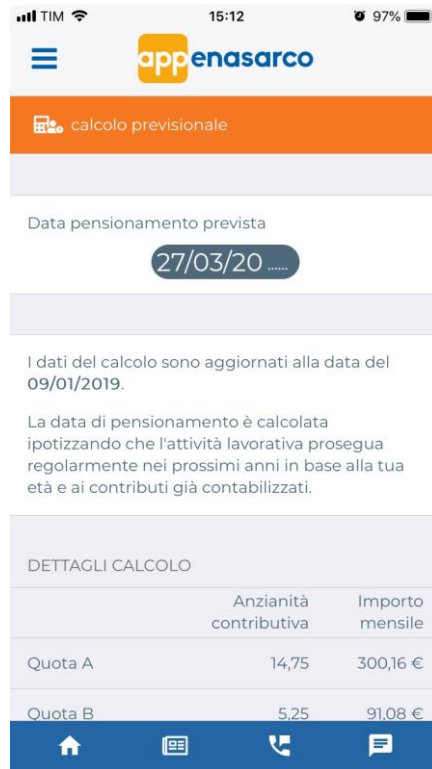 TIM 15:12 97%
appenasarco
calcolo previsionale
Data pensionamento prevista
27/03/20 ......
I dati del calcolo sono aggiornati alla data del
09/01/2019.
La data di pensionamento è calcolata
ipotizzando che l'attività lavorativa prosegua
regolarmente nei prossimi anni in base alla tua
età e ai contributi già contabilizzati.
DETTAGLI CALCOLO
Anzianità Importo
contributiva mensile
Quota A 14,75 300,16 €
Quota B 5,25 91,08 €